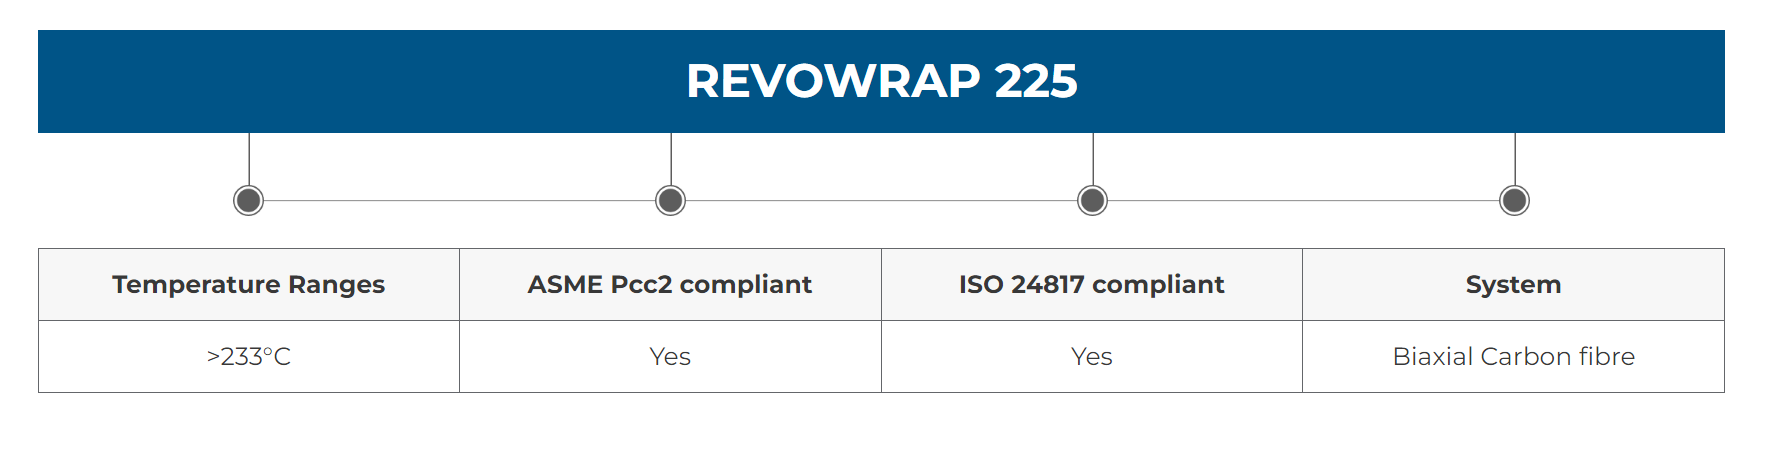 REVOWRAP 225
Temperature Ranges ASME Pcc2 compliant ISO 24817 compliant System
>233°C Yes Yes Biaxial Carbon fibre